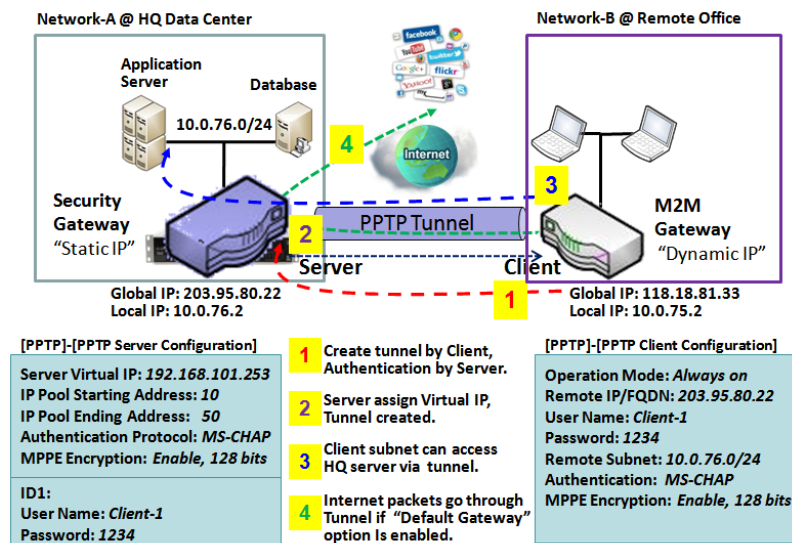 Network-A @ HQ Data Center
Network-B @ Remote Office
Application
Server
Database
10.0.76.0/24
facebook
YouTube
twitter
Google+
flickr
YAHOO!
my
Internet
4
3
Security
Gateway
"Static IP"
2
PPTP Tunnel
M2M
Gateway
"Dynamic IP"
Server
Client
1
Global IP: 203.95.80.22
Local IP: 10.0.76.2
Global IP: 118.18.81.33
Local IP: 10.0.75.2
[PPTP]-[PPTP Server Configuration]
Server Virtual IP: 192.168.101.253
IP Pool Starting Address: 10
IP Pool Ending Address: 50
Authentication Protocol: MS-CHAP
MPPE Encryption: Enable, 128 bits
ID1:
User Name: Client-1
Password: 1234
1 Create tunnel by Client,
Authentication by Server.
2 Server assign Virtual IP,
Tunnel created.
3 Client subnet can access
HQ server via tunnel.
4 Internet packets go through
Tunnel if "Default Gateway"
option Is enabled.
[PPTP]-[PPTP Client Configuration]
Operation Mode: Always on
Remote IP/FQDN: 203.95.80.22
User Name: Client-1
Password: 1234
Remote Subnet: 10.0.76.0/24
Authentication: MS-CHAP
MPPE Encryption: Enable, 128 bits